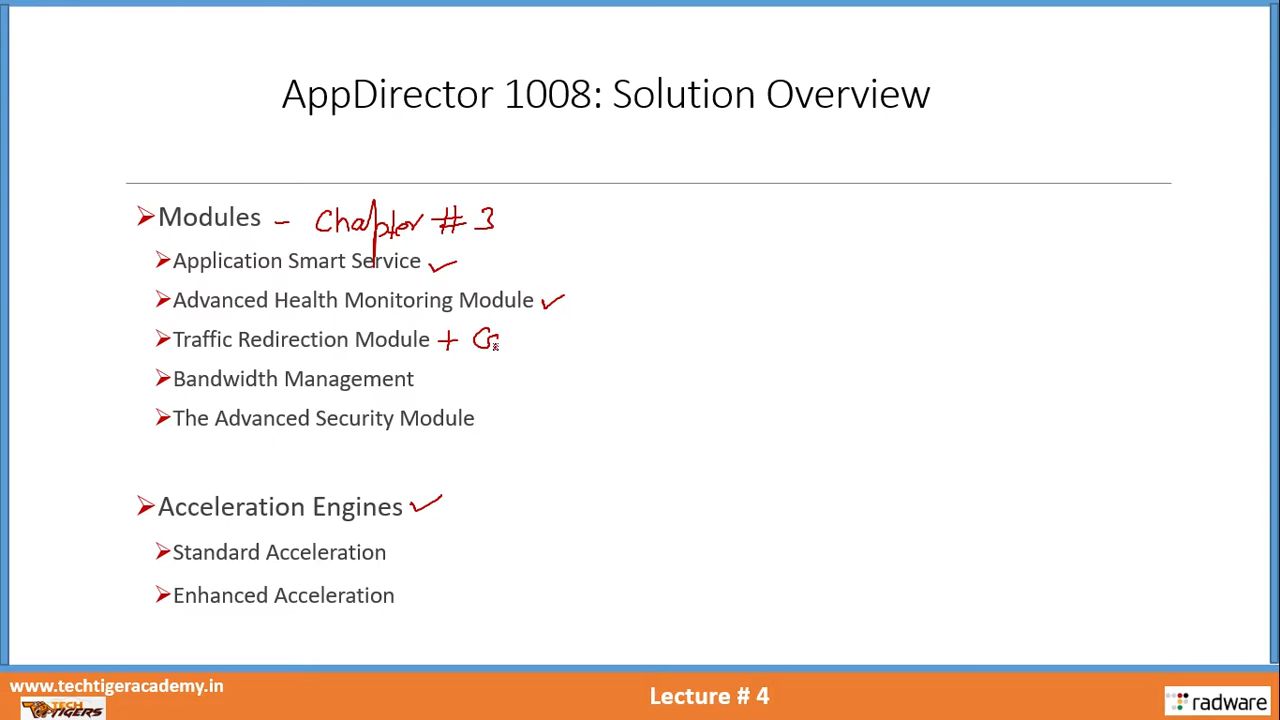 AppDirector 1008: Solution Overview
Modules - Chapter # 3
Application Smart Service
Advanced Health Monitoring Module
Traffic Redirection Module + G
Bandwidth Management
The Advanced Security Module
Acceleration Engines
Standard Acceleration
Enhanced Acceleration
www.techtigeracademy.in
TECH
TIGERS
Lecture # 4
radware